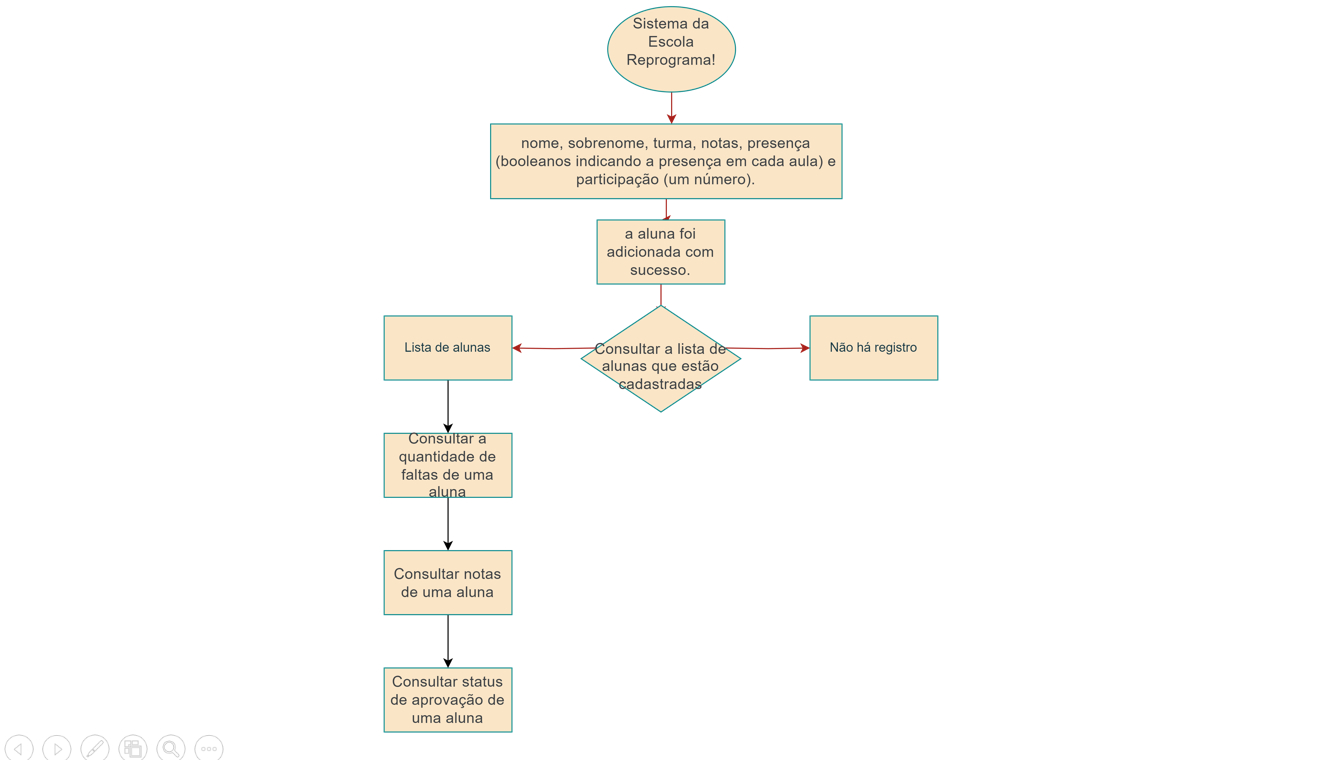 Sistema da
Escola
Reprograma!
nome, sobrenome, turma, notas, presença
(booleanos indicando a presença em cada aula) e
participação (um número).
a aluna foi
adicionada com
sucesso.
Lista de alunas
Consultar a lista de
alunas que estão
cadastradas
Não há registro
Consultar a
quantidade de
faltas de uma
aluna
Consultar notas
de uma aluna
Consultar status
de aprovação de
uma aluna